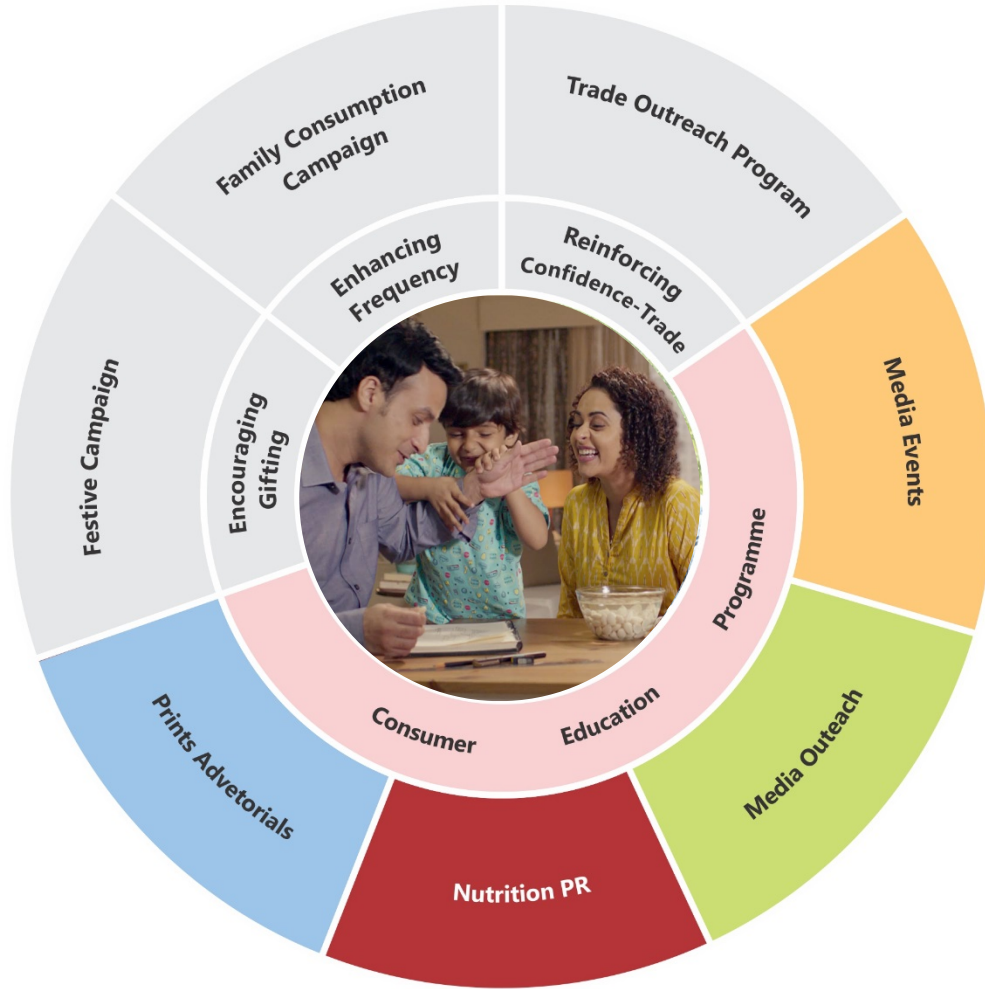 Family Consumption
Campaign
Trade Outreach Program
Enhancing
Frequency
Reinforcing
Confidence-Trade
Festive Campaign
Encouraging
Gifting
Media Events
Consumer Education Programme
Prints Advetorials
Nutrition PR
Media Outeach